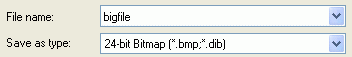 File name: bigfile
Save as type: 24-bit Bitmap (*.bmp;*.dib)